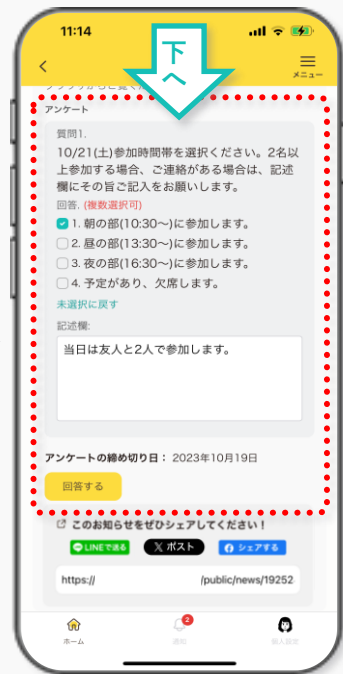 11:14
下
へ
メニュー
アンケート
質問1.
10/21(土)参加時間帯を選択ください。2名以
上参加する場合、ご連絡がある場合は、記述
欄にその旨ご記入をお願いします。
回答. (複数選択可)
1. 朝の部(10:30〜)に参加します。
2. 昼の部(13:30〜)に参加します。
3. 夜の部(16:30〜)に参加します。
4. 予定があり、欠席します。
未選択に戻す
記述欄:
当日は友人と2人で参加します。
アンケートの締め切り日： 2023年10月19日
回答する
このお知らせをぜひシェアしてください！
LINEで送る ポスト シェアする
https:// /public/news/19252
2
ホーム 通知 個人設定